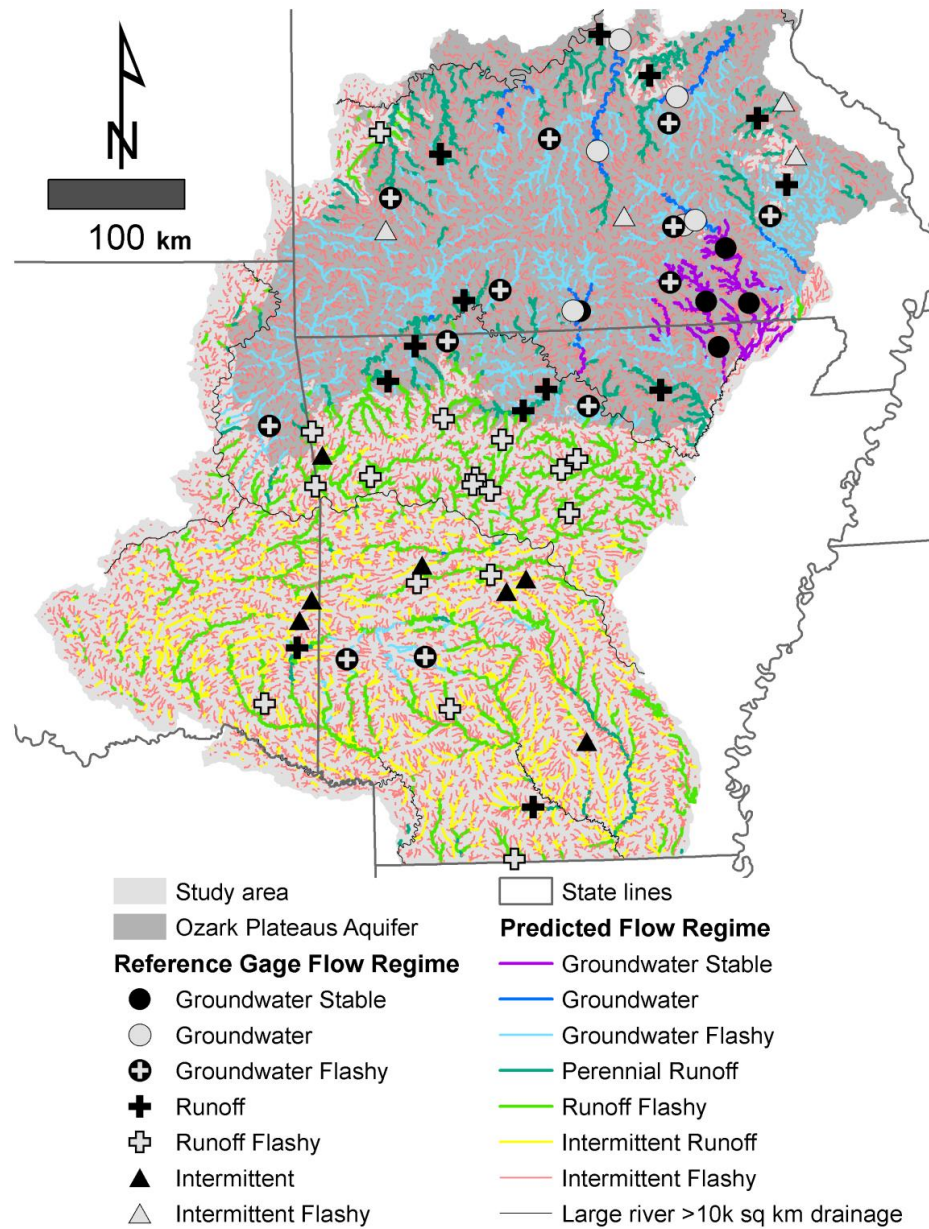 N
100 km
Study area
Ozark Plateaus Aquifer
Reference Gage Flow Regime
Groundwater Stable
Groundwater
Groundwater Flashy
Runoff
Runoff Flashy
Intermittent
Intermittent Flashy
State lines
Predicted Flow Regime
Groundwater Stable
Groundwater
Groundwater Flashy
Perennial Runoff
Runoff Flashy
Intermittent Runoff
Intermittent Flashy
Large river >10k sq km drainage